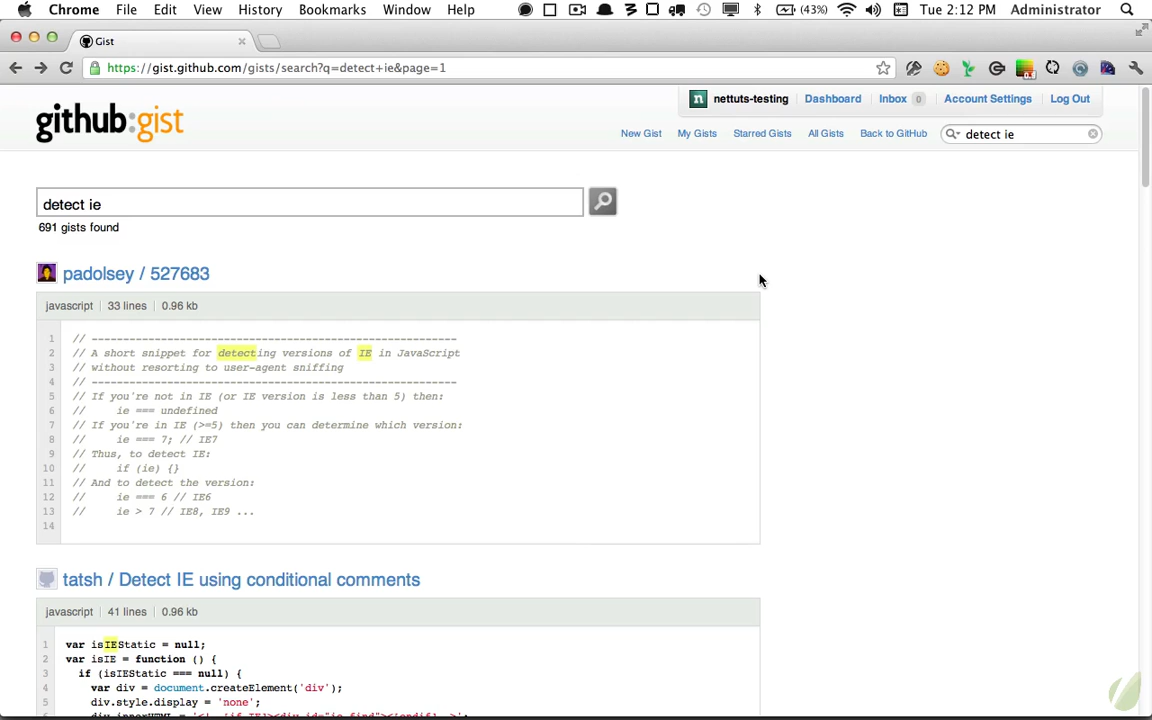 Chrome File Edit View History Bookmarks Window Help (43%) Tue 2:12 PM Administrator
Gist
https://gist.github.com/gists/search?q=detect+ie&page=1
github:gist
nettuts-testing Dashboard Inbox 0 Account Settings Log Out
New Gist My Gists Starred Gists All Gists Back to GitHub detect ie
detect ie
691 gists found
padolsey / 527683
javascript 33 lines 0.96 kb
1 // ----------------------------------------------------------
2 // A short snippet for detecting versions of IE in JavaScript
3 // without resorting to user-agent sniffing
4 // ----------------------------------------------------------
5 // If you're not in IE (or IE version is less than 5) then:
6 //     ie === undefined
7 // If you're in IE (>=5) then you can determine which version:
8 //     ie === 7; // IE7
9 // Thus, to detect IE:
10 //     if (ie) {}
11 // And to detect the version:
12 //     ie === 6 // IE6
13 //     ie > 7 // IE8, IE9 ...
14
tatsh / Detect IE using conditional comments
javascript 41 lines 0.96 kb
1 var isIEStatic = null;
2 var isIE = function () {
3   if (isIEStatic === null) {
4     var div = document.createElement('div');
5     div.style.display = 'none';